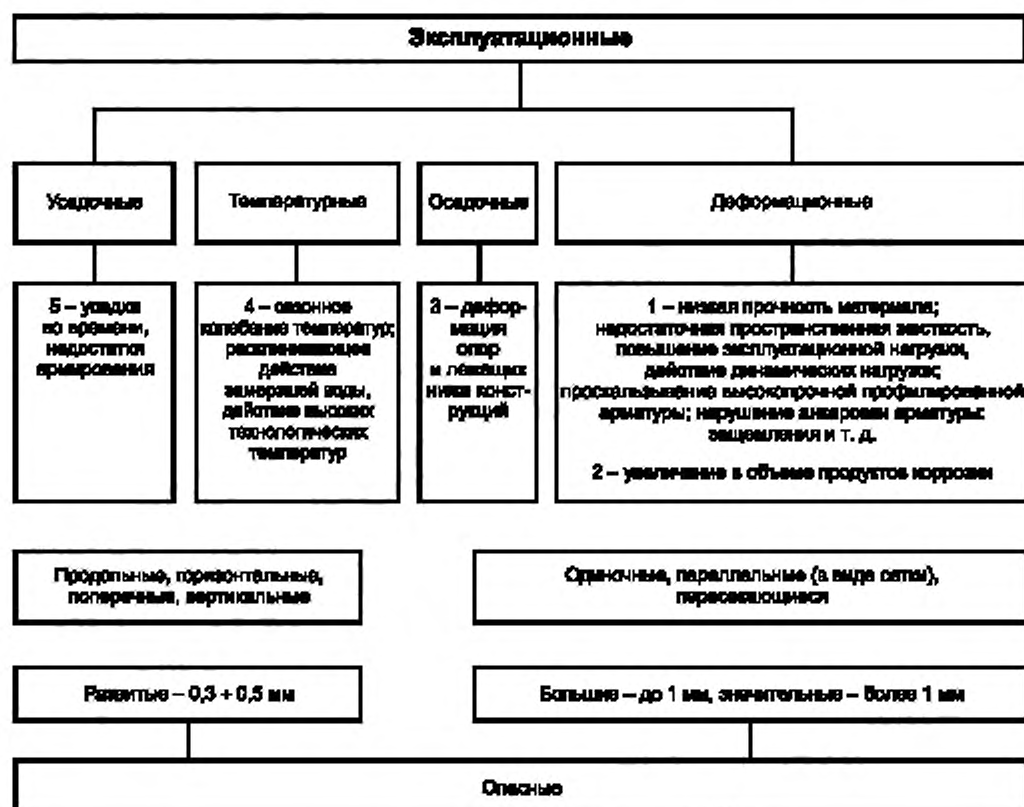 Эксплуатационные
Усадочные
Температурные
Осадочные
Деформационные
5 – усадка
во времени,
недостатки
армирования
4 – сезонное
колебание температур;
расклинивающее
действие
замерзшей воды,
действие высоких
технологических
температур
3 – дефор-
мация
опор
и лежащих
ниже конст-
рукций
1 – низкая прочность материала;
недостаточная пространственная жесткость,
повышение эксплуатационной нагрузки,
действие динамических нагрузок;
проскальзывание высокопрочной профилированной
арматуры; нарушение анкеровки арматуры:
защемления и т. д.
2 – увеличение в объеме продуктов коррозии
Продольные, горизонтальные,
поперечные, вертикальные
Одиночные, параллельные (в виде сетки),
пересекающиеся
Развитые – 0,3 + 0,5 мм
Большие – до 1 мм, значительные – более 1 мм
Опасные